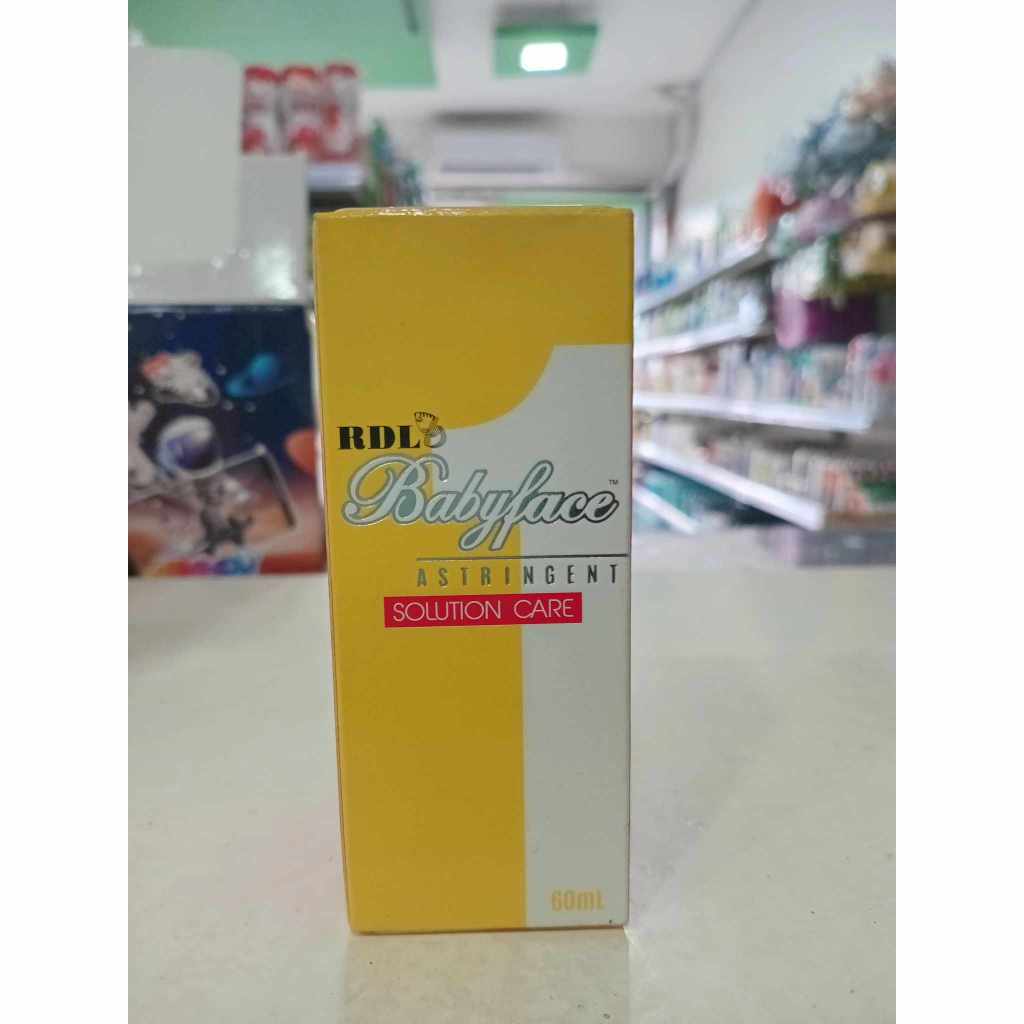 RDL
Babyface™
ASTRINGENT
SOLUTION CARE
60mL